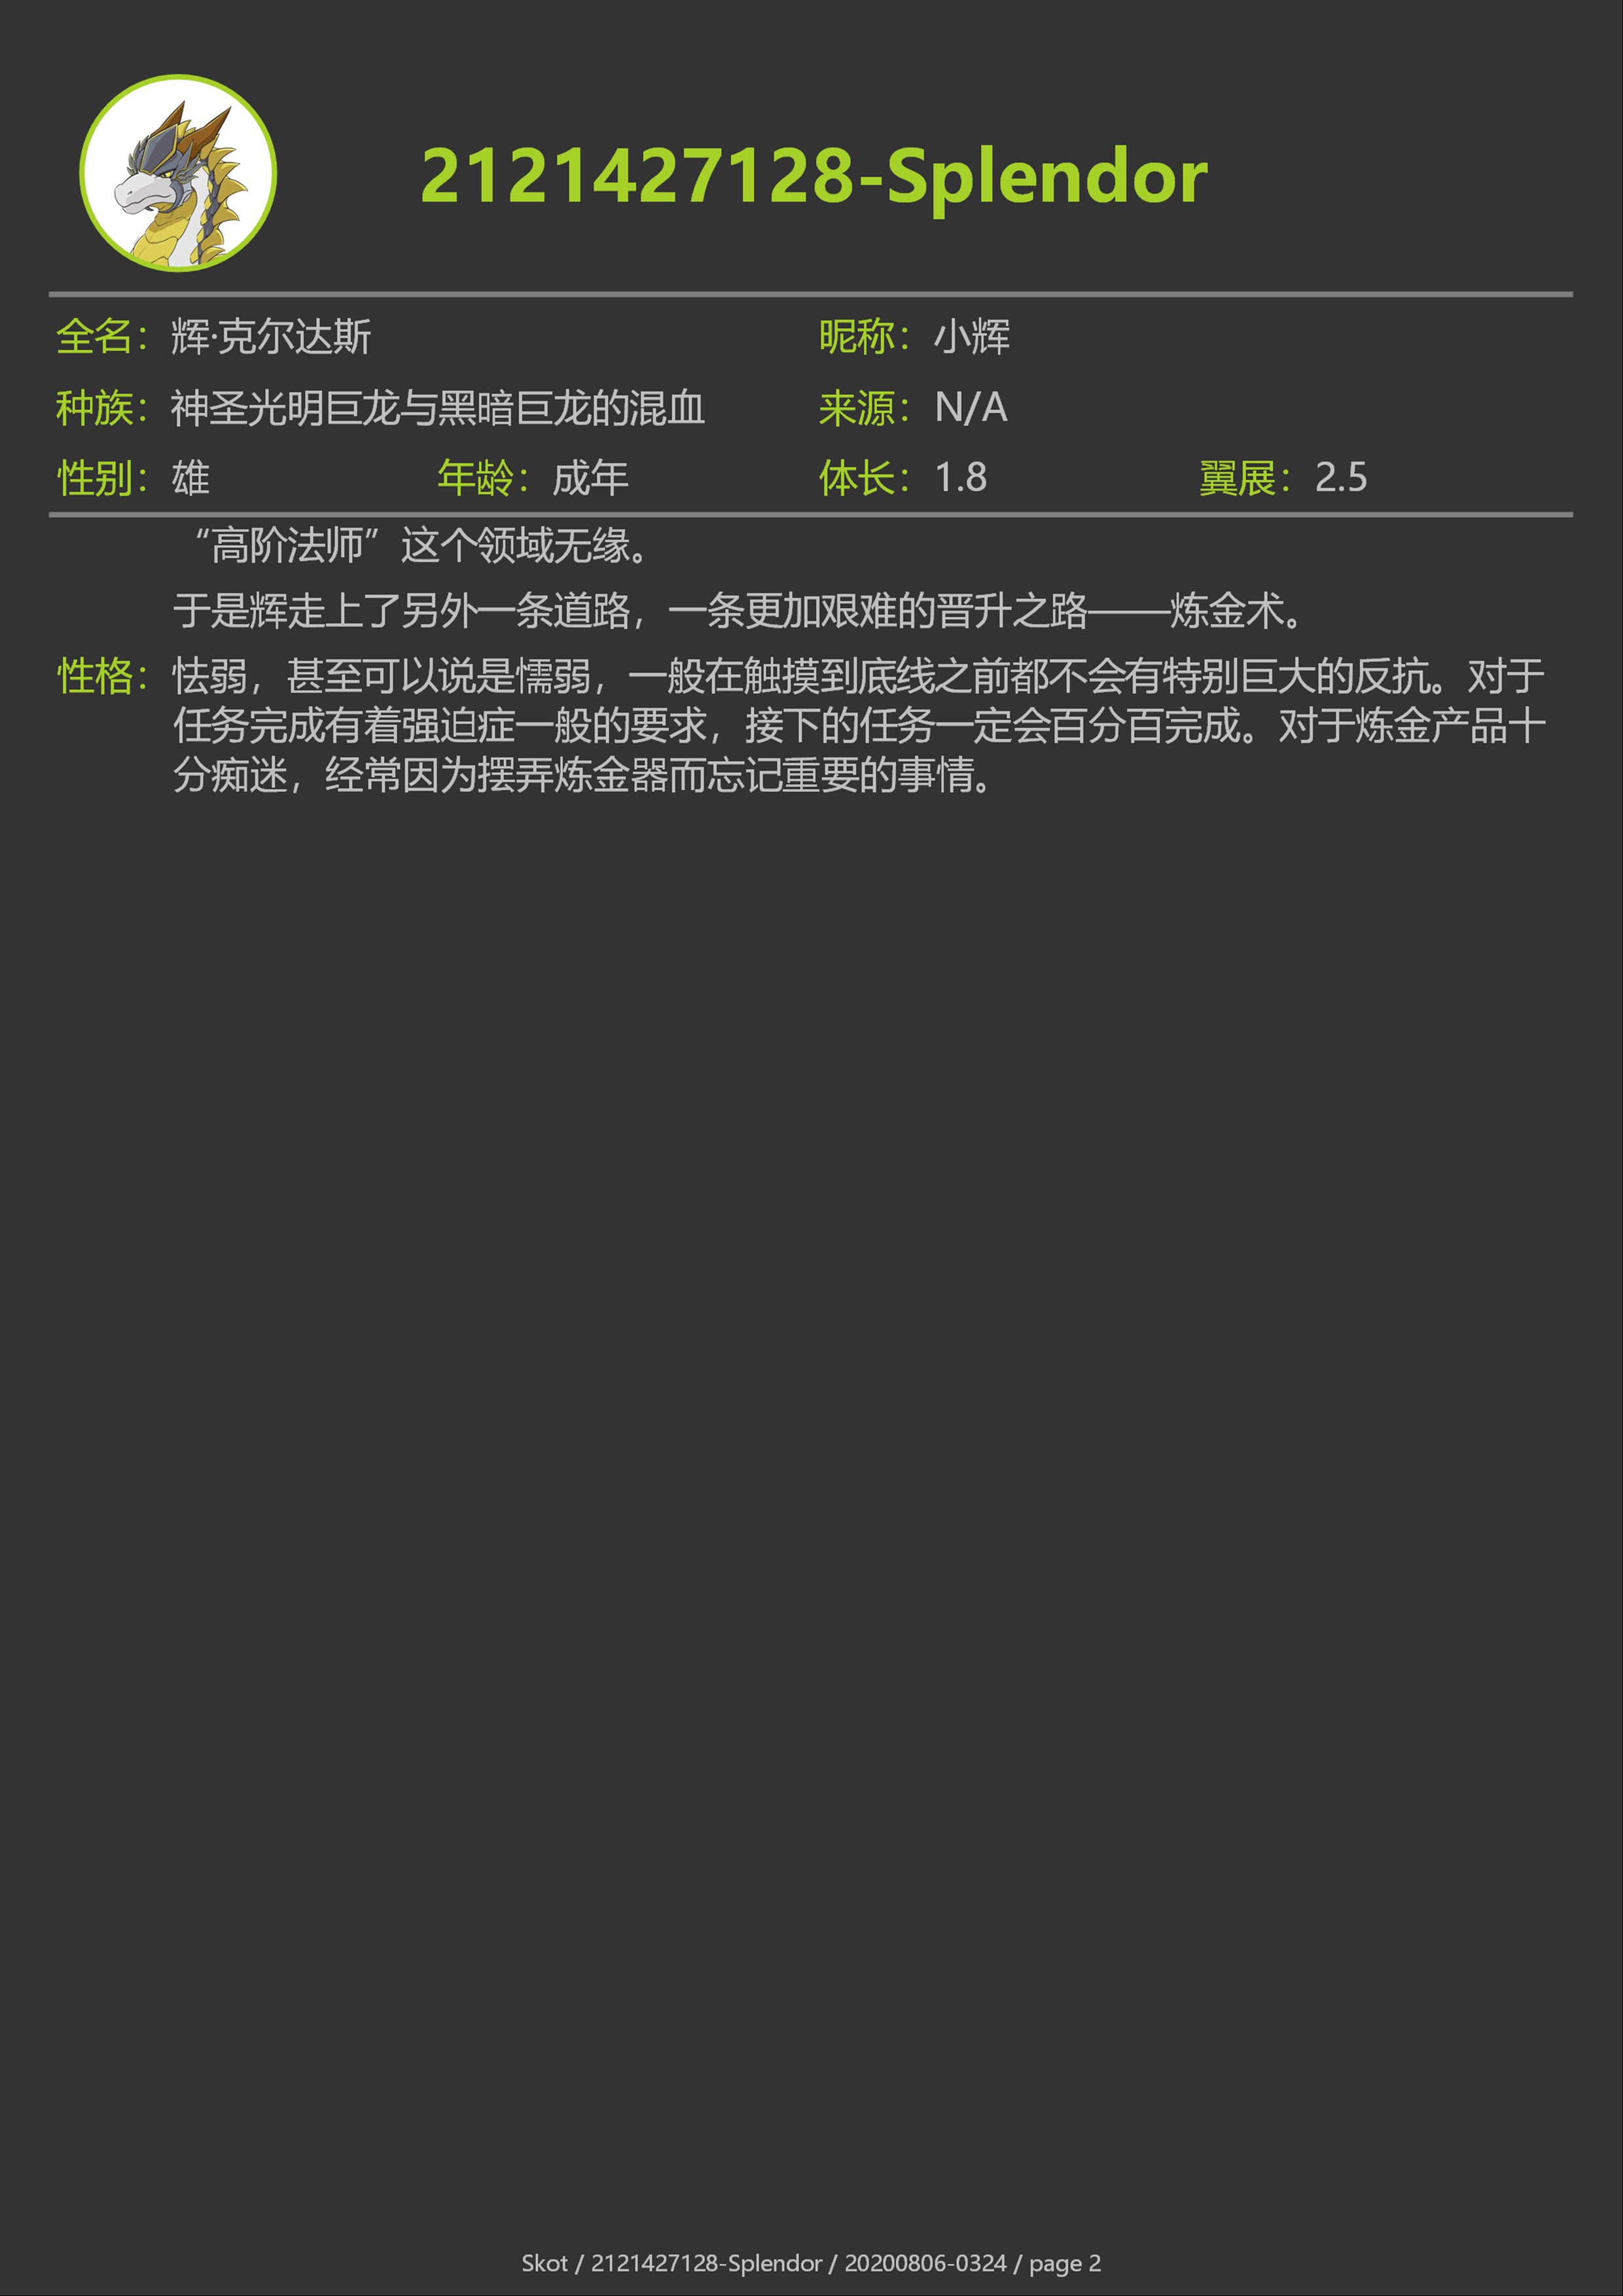 2121427128-Splendor
全名：辉·克尔达斯 昵称：小辉
种族：神圣光明巨龙与黑暗巨龙的混血 来源：N/A
性别：雄 年龄：成年 体长：1.8 翼展：2.5
“高阶法师”这个领域无缘。
于是辉走上了另外一条道路，一条更加艰难的晋升之路——炼金术。
性格：怯弱，甚至可以说是懦弱，一般在触摸到底线之前都不会有特别巨大的反抗。对于
任务完成有着强迫症一般的要求，接下的任务一定会百分百完成。对于炼金产品十
分痴迷，经常因为摆弄炼金器而忘记重要的事情。
Skot / 2121427128-Splendor / 20200806-0324 / page 2